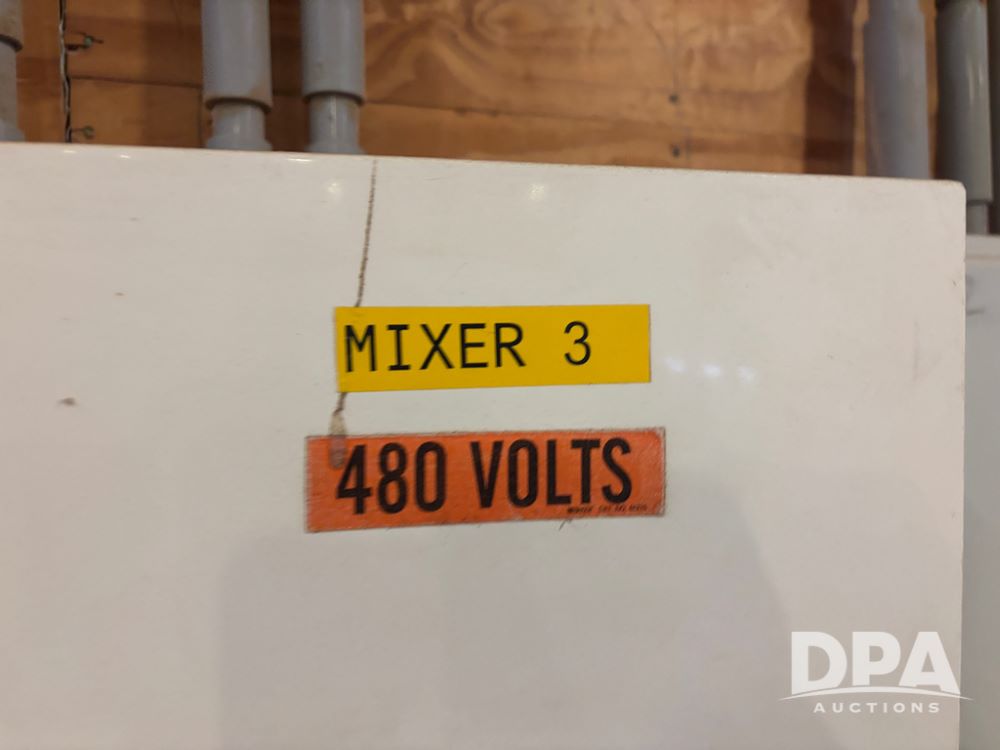 MIXER 3
480 VOLTS
DPA
AUCTIONS